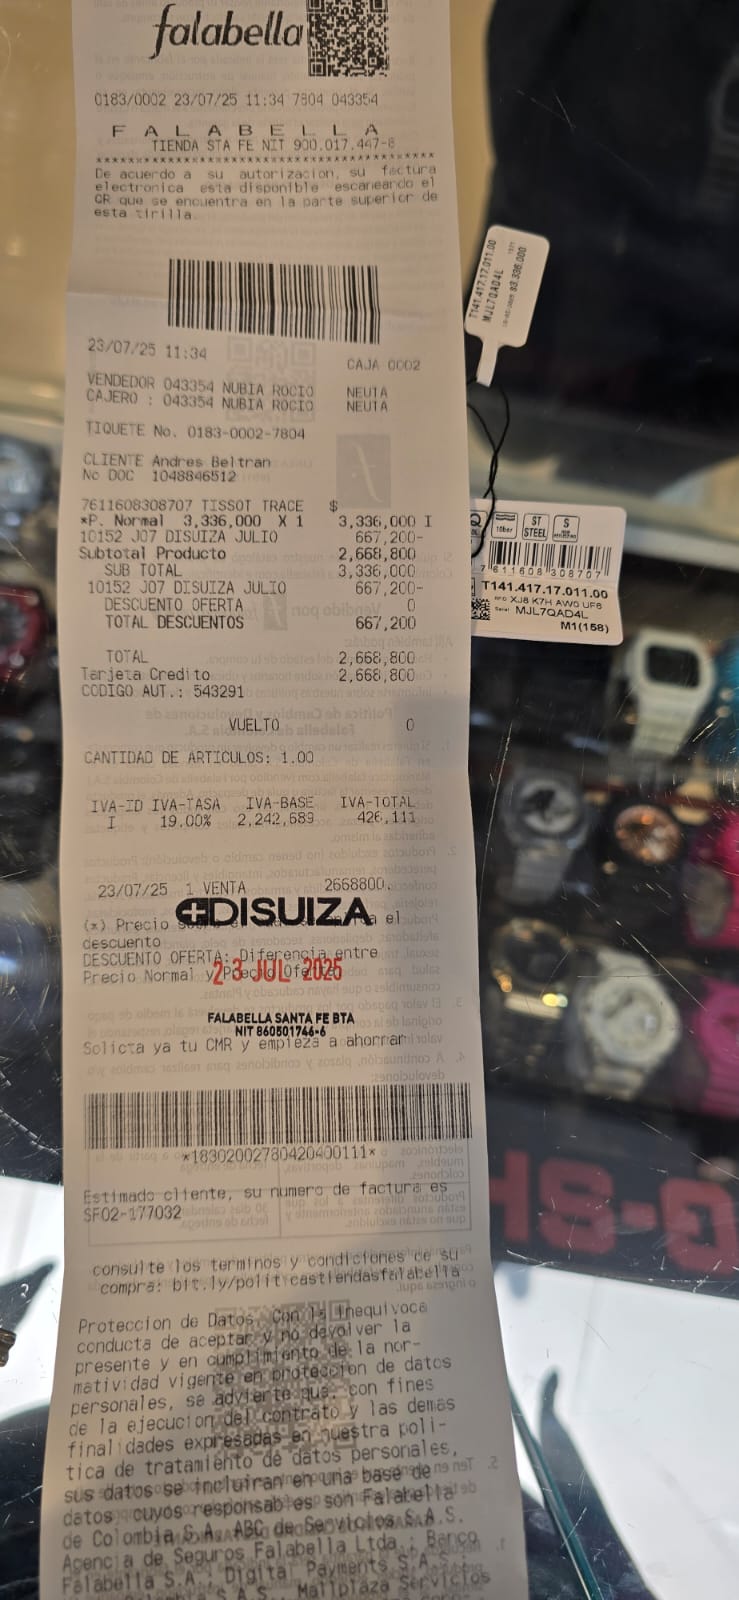 falabella
0183/0002 23/07/25 11:34 7804 043354
F A L A B E L L A
TIENDA STA FE NIT 900.017.447-8
****************************************
De acuerdo a su autorizacion, su factura
electronica esta disponible escaneando el
QR que se encuentra en la parte superior de
esta tirilla.
23/07/25 11:34
CAJA 0002
VENDEDOR 043354 NUBIA ROCIO NEUTA
CAJERO : 043354 NUBIA ROCIO NEUTA
TIQUETE No. 0183-0002-7804
CLIENTE Andres Beltran
No DOC 1048846512
7611608308707 TISSOT TRACE $
*P. Normal 3,336,000 X 1 3,336,000 I
10152 J07 DISUIZA JULIO 667,200-
Subtotal Producto 2,668,800
SUB TOTAL 3,336,000
10152 J07 DISUIZA JULIO 667,200-
DESCUENTO OFERTA 0
TOTAL DESCUENTOS 667,200
TOTAL 2,668,800
Tarjeta Credito 2,668,800
CODIGO AUT.: 543291
VUELTO 0
CANTIDAD DE ARTICULOS: 1.00
IVA-ID IVA-TASA IVA-BASE IVA-TOTAL
I 19.00% 2,242,689 426,111
23/07/25 1 VENTA 2668800.
DISUIZA
(*) Precio el
descuento
DESCUENTO OFERTA: Diferencia entre
Precio Normal y
23 JUL 2025
FALABELLA SANTA FE BTA
NIT 860501746-6
Solicta ya tu CMR y empieza a ahorrar
*18302002780420400111*
Estimado cliente, su numero de factura es
SF02-177032
consulte los terminos y condiciones de su
compra: bit.ly/politicastiendasfalabella
Proteccion de Datos. Con la inequivoca
conducta de aceptar y no devolver la
presente y en cumplimiento de la nor-
matividad vigente en proteccion de datos
personales, se advierte que, con fines
de la ejecucion del contrato y las demas
finalidades expresadas en nuestra poli-
tica de tratamiento de datos personales,
sus datos se incluiran en una base de
datos cuyos responsables son Falabella
de Colombia S.A. ABC de Servicios S.A.S.
Agencia de Seguros Falabella Ltda., Banco
Falabella S.A., Digital Payments S.A.
S.A.S., Mallplaza Servicios
T141.417.17.011.00
MJL7QAD4L
$3.336.000
10bar
ST
STEEL
S
7 611608 308707
T141.417.17.011.00
XJ8 K7H AW0 UF6
Serial MJL7QAD4L
M1(158)
G-SH